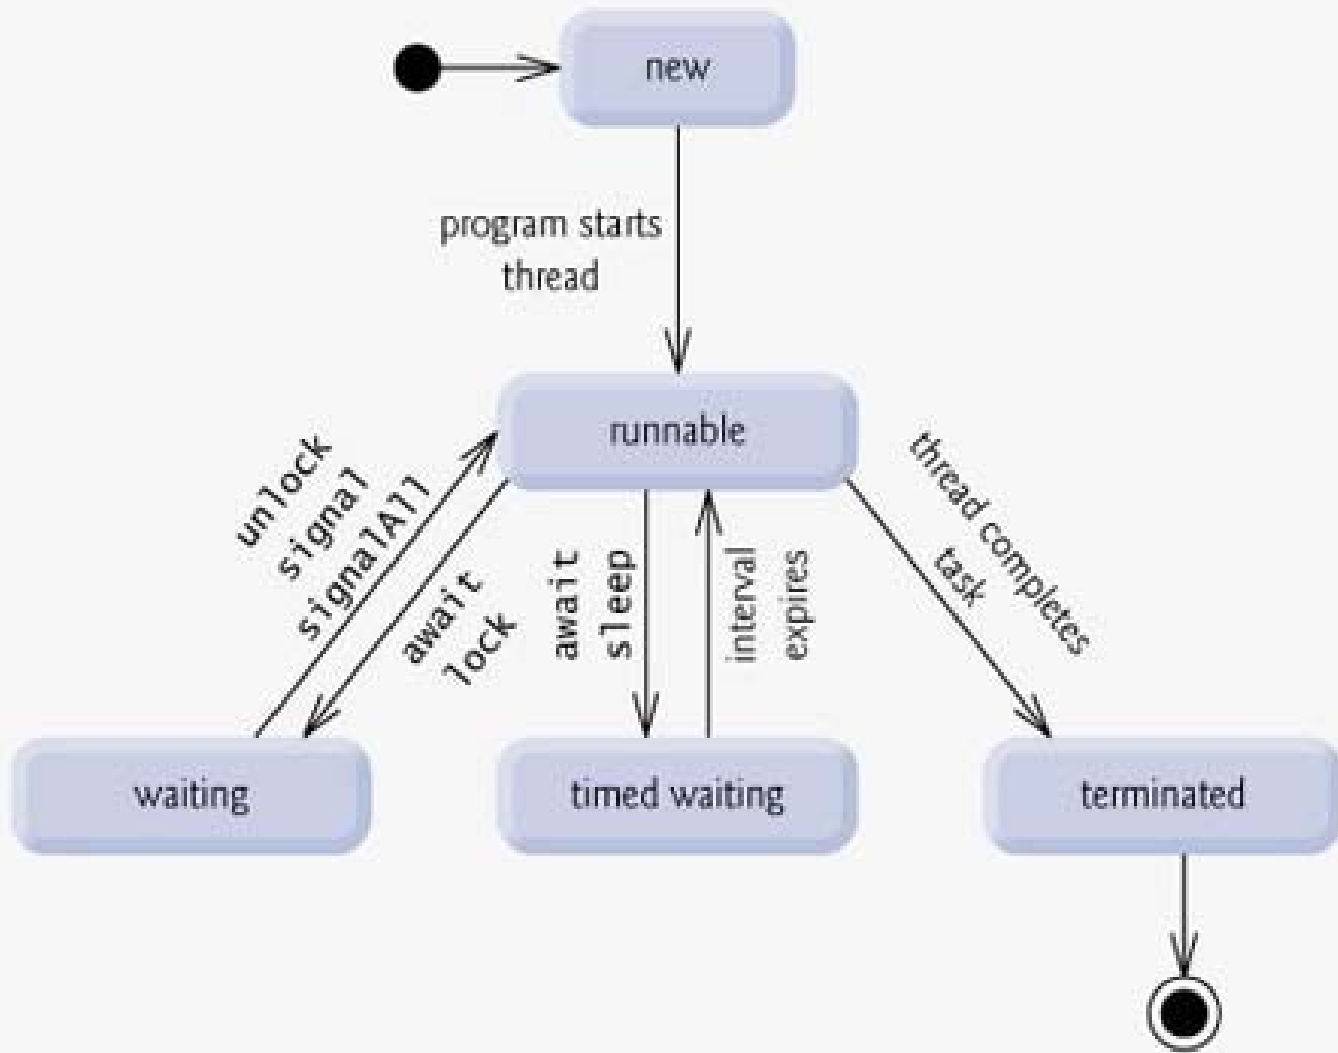 new
program starts
thread
runnable
unlock
signal
signalAll
await
lock
await
sleep
interval
expires
thread completes
task
waiting
timed waiting
terminated